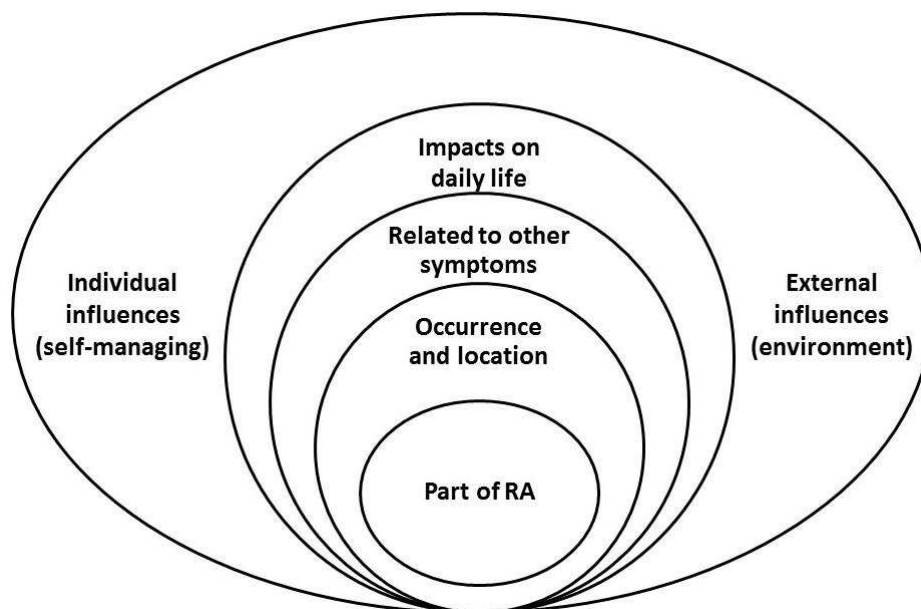 Impacts on
daily life
Related to other
symptoms
Individual
influences
(self-managing)
External
influences
(environment)
Occurrence
and location
Part of RA